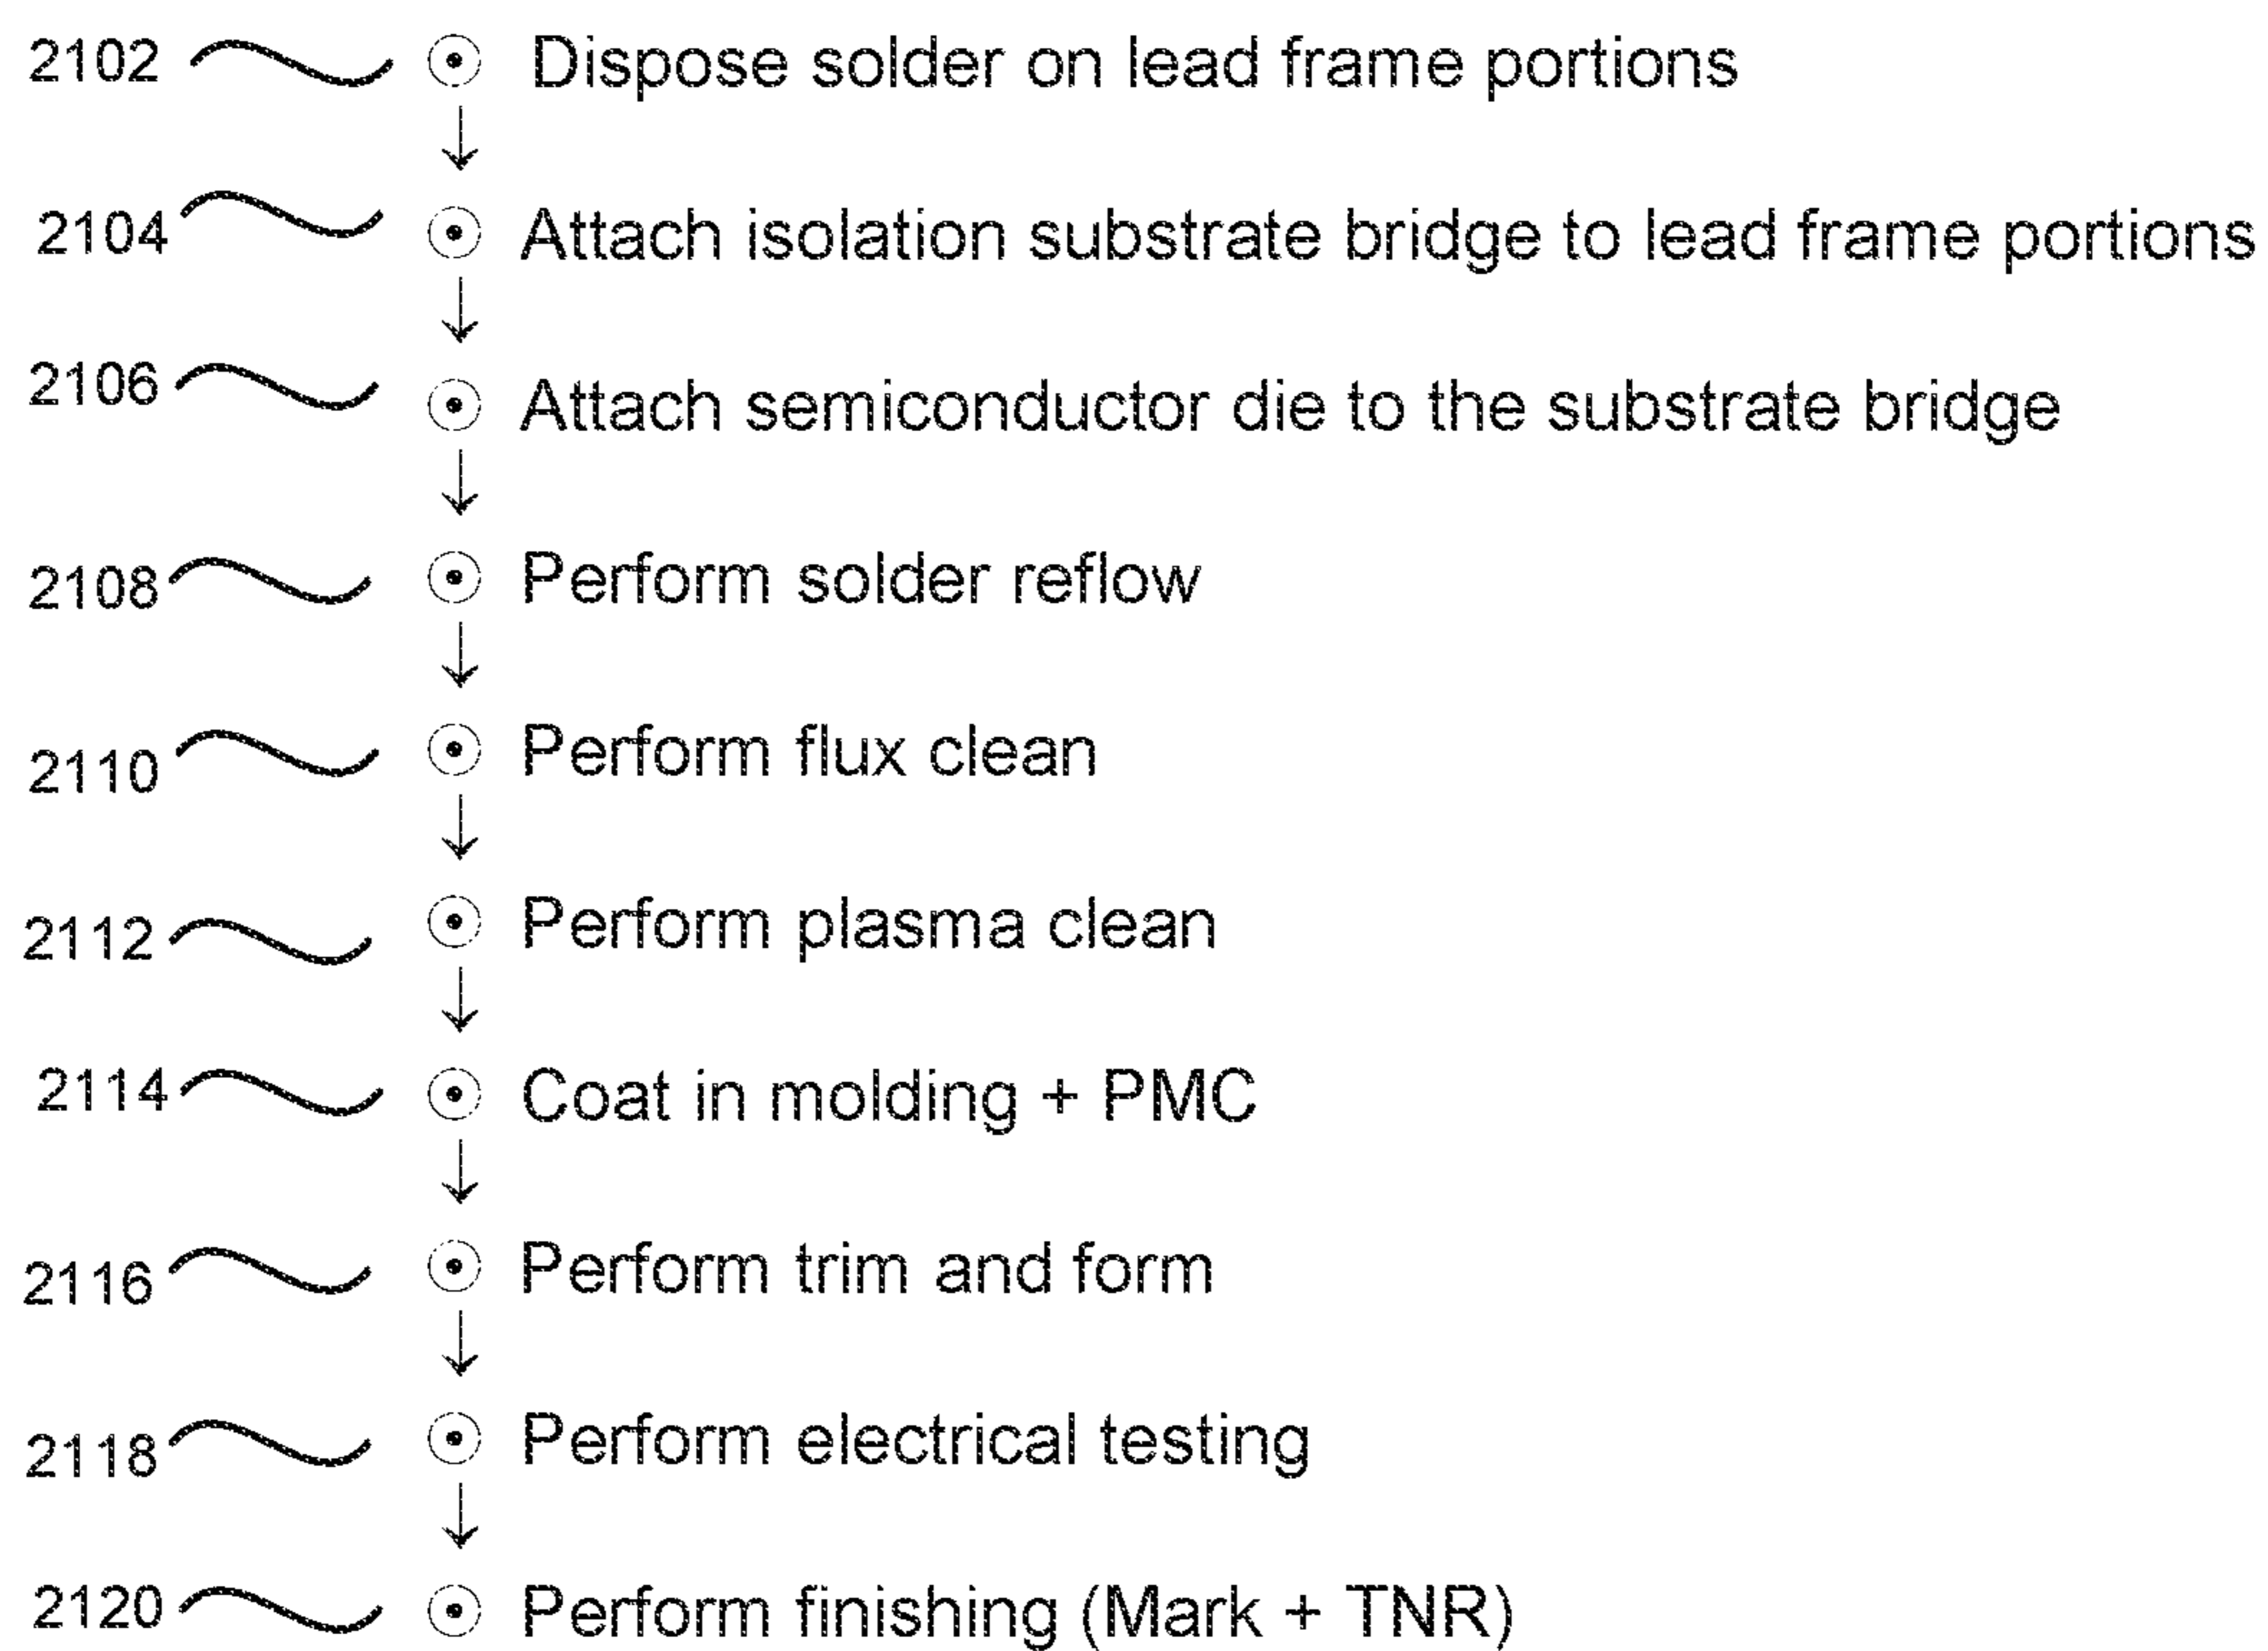 2102 Dispose solder on lead frame portions
2104 Attach isolation substrate bridge to lead frame portions
2106 Attach semiconductor die to the substrate bridge
2108 Perform solder reflow
2110 Perform flux clean
2112 Perform plasma clean
2114 Coat in molding + PMC
2116 Perform trim and form
2118 Perform electrical testing
2120 Perform finishing (Mark + TNR)